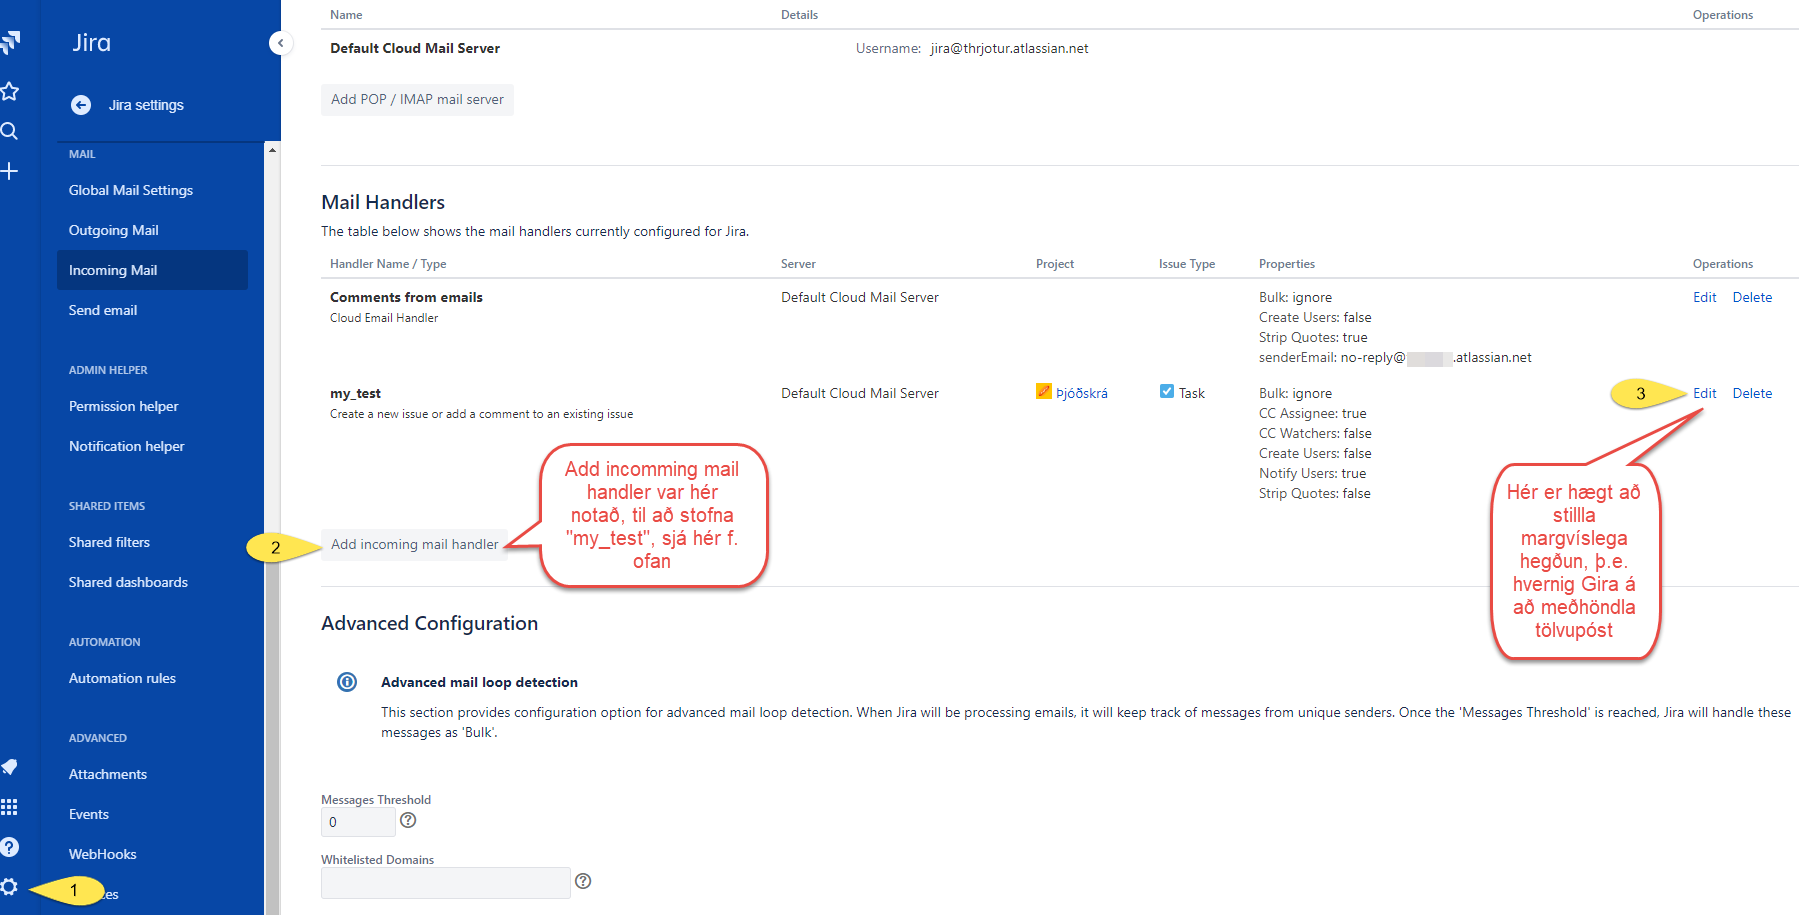 Jira
Jira settings
MAIL
Global Mail Settings
Outgoing Mail
Incoming Mail
Send email
ADMIN HELPER
Permission helper
Notification helper
SHARED ITEMS
Shared filters
Shared dashboards
AUTOMATION
Automation rules
ADVANCED
Attachments
Events
WebHooks
1
Name Details Operations
Default Cloud Mail Server Username: jira@thrjotur.atlassian.net
Add POP / IMAP mail server
Mail Handlers
The table below shows the mail handlers currently configured for Jira.
Handler Name / Type Server Project Issue Type Properties Operations
Comments from emails Default Cloud Mail Server Bulk: ignore Edit Delete
Cloud Email Handler Create Users: false
Strip Quotes: true
senderEmail: no-reply@ .atlassian.net
my_test Default Cloud Mail Server Þjóðskrá Task Bulk: ignore 3 Edit Delete
Create a new issue or add a comment to an existing issue CC Assignee: true
CC Watchers: false
Create Users: false
Notify Users: true
Strip Quotes: false
Add incomming mail
handler var hér
notað, til að stofna
"my_test", sjá hér f.
ofan
Hér er hægt að
stillla
margvíslega
hegðun, þ.e.
hvernig Gira á
að meðhöndla
tölvupóst
2 Add incoming mail handler
Advanced Configuration
Advanced mail loop detection
This section provides configuration option for advanced mail loop detection. When Jira will be processing emails, it will keep track of messages from unique senders. Once the 'Messages Threshold' is reached, Jira will handle these
messages as 'Bulk'.
Messages Threshold
0
Whitelisted Domains